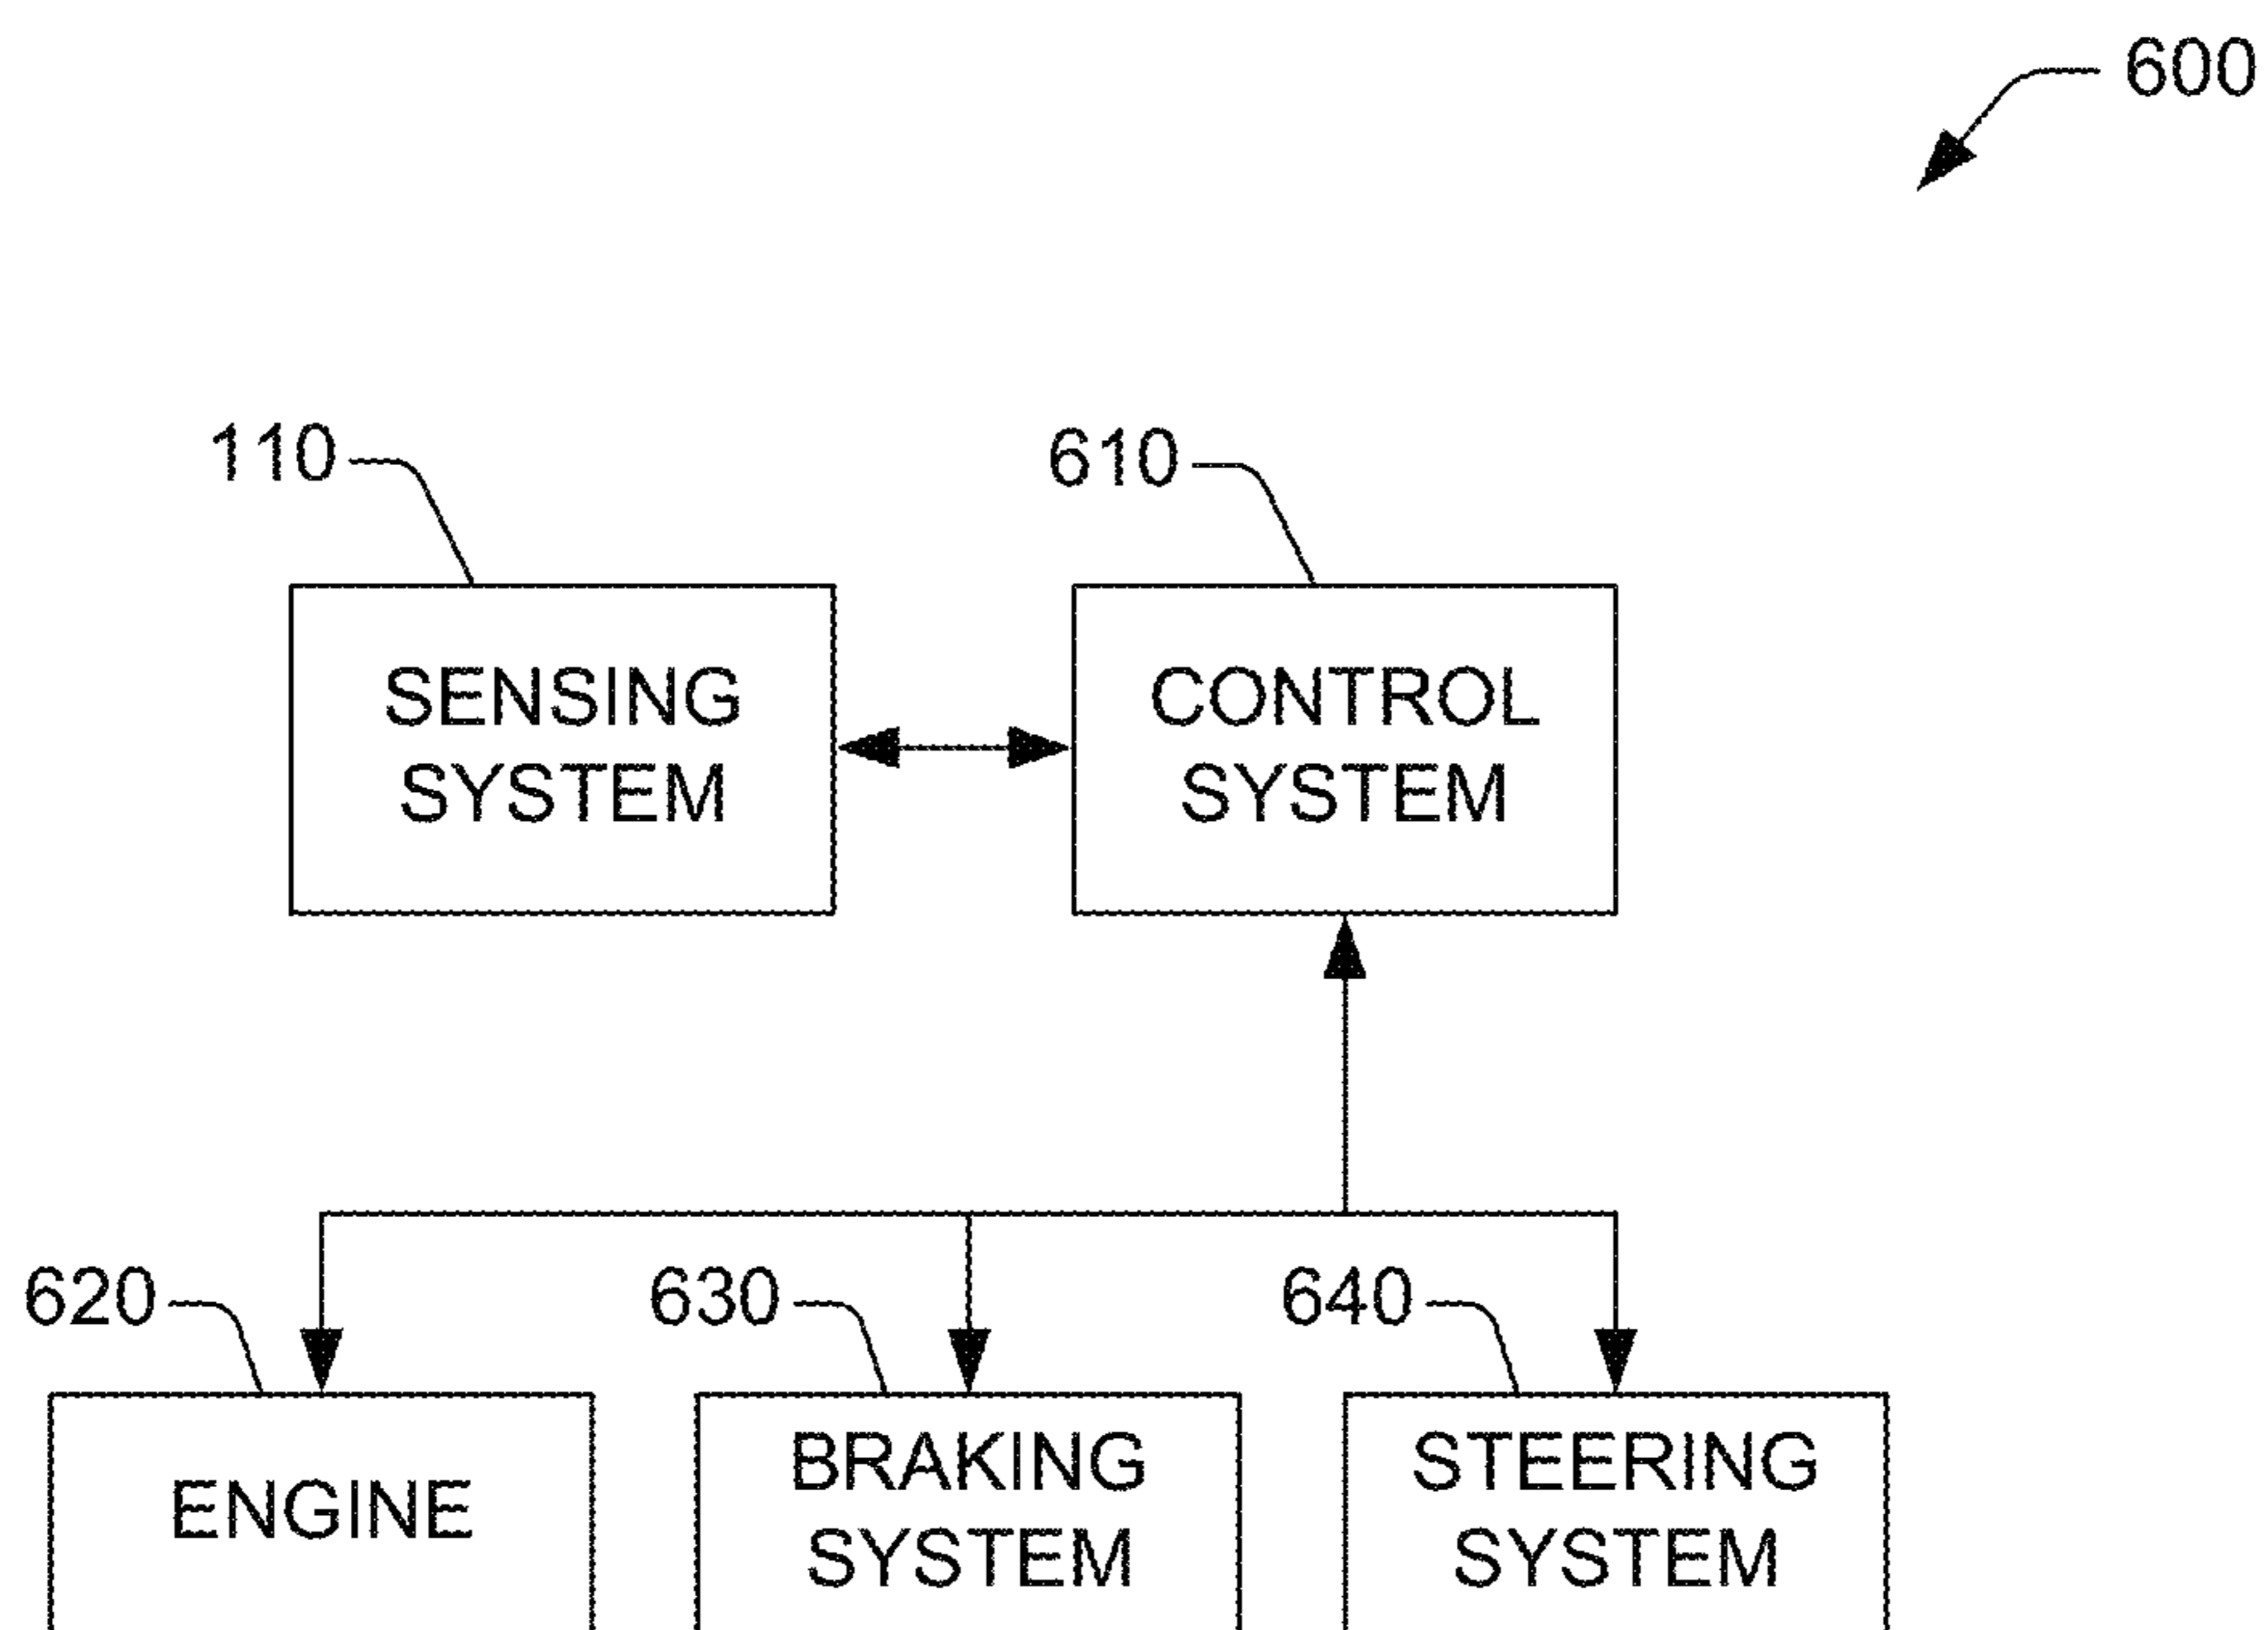 600
110
610
SENSING
SYSTEM
CONTROL
SYSTEM
620
630
640
ENGINE
BRAKING
SYSTEM
STEERING
SYSTEM